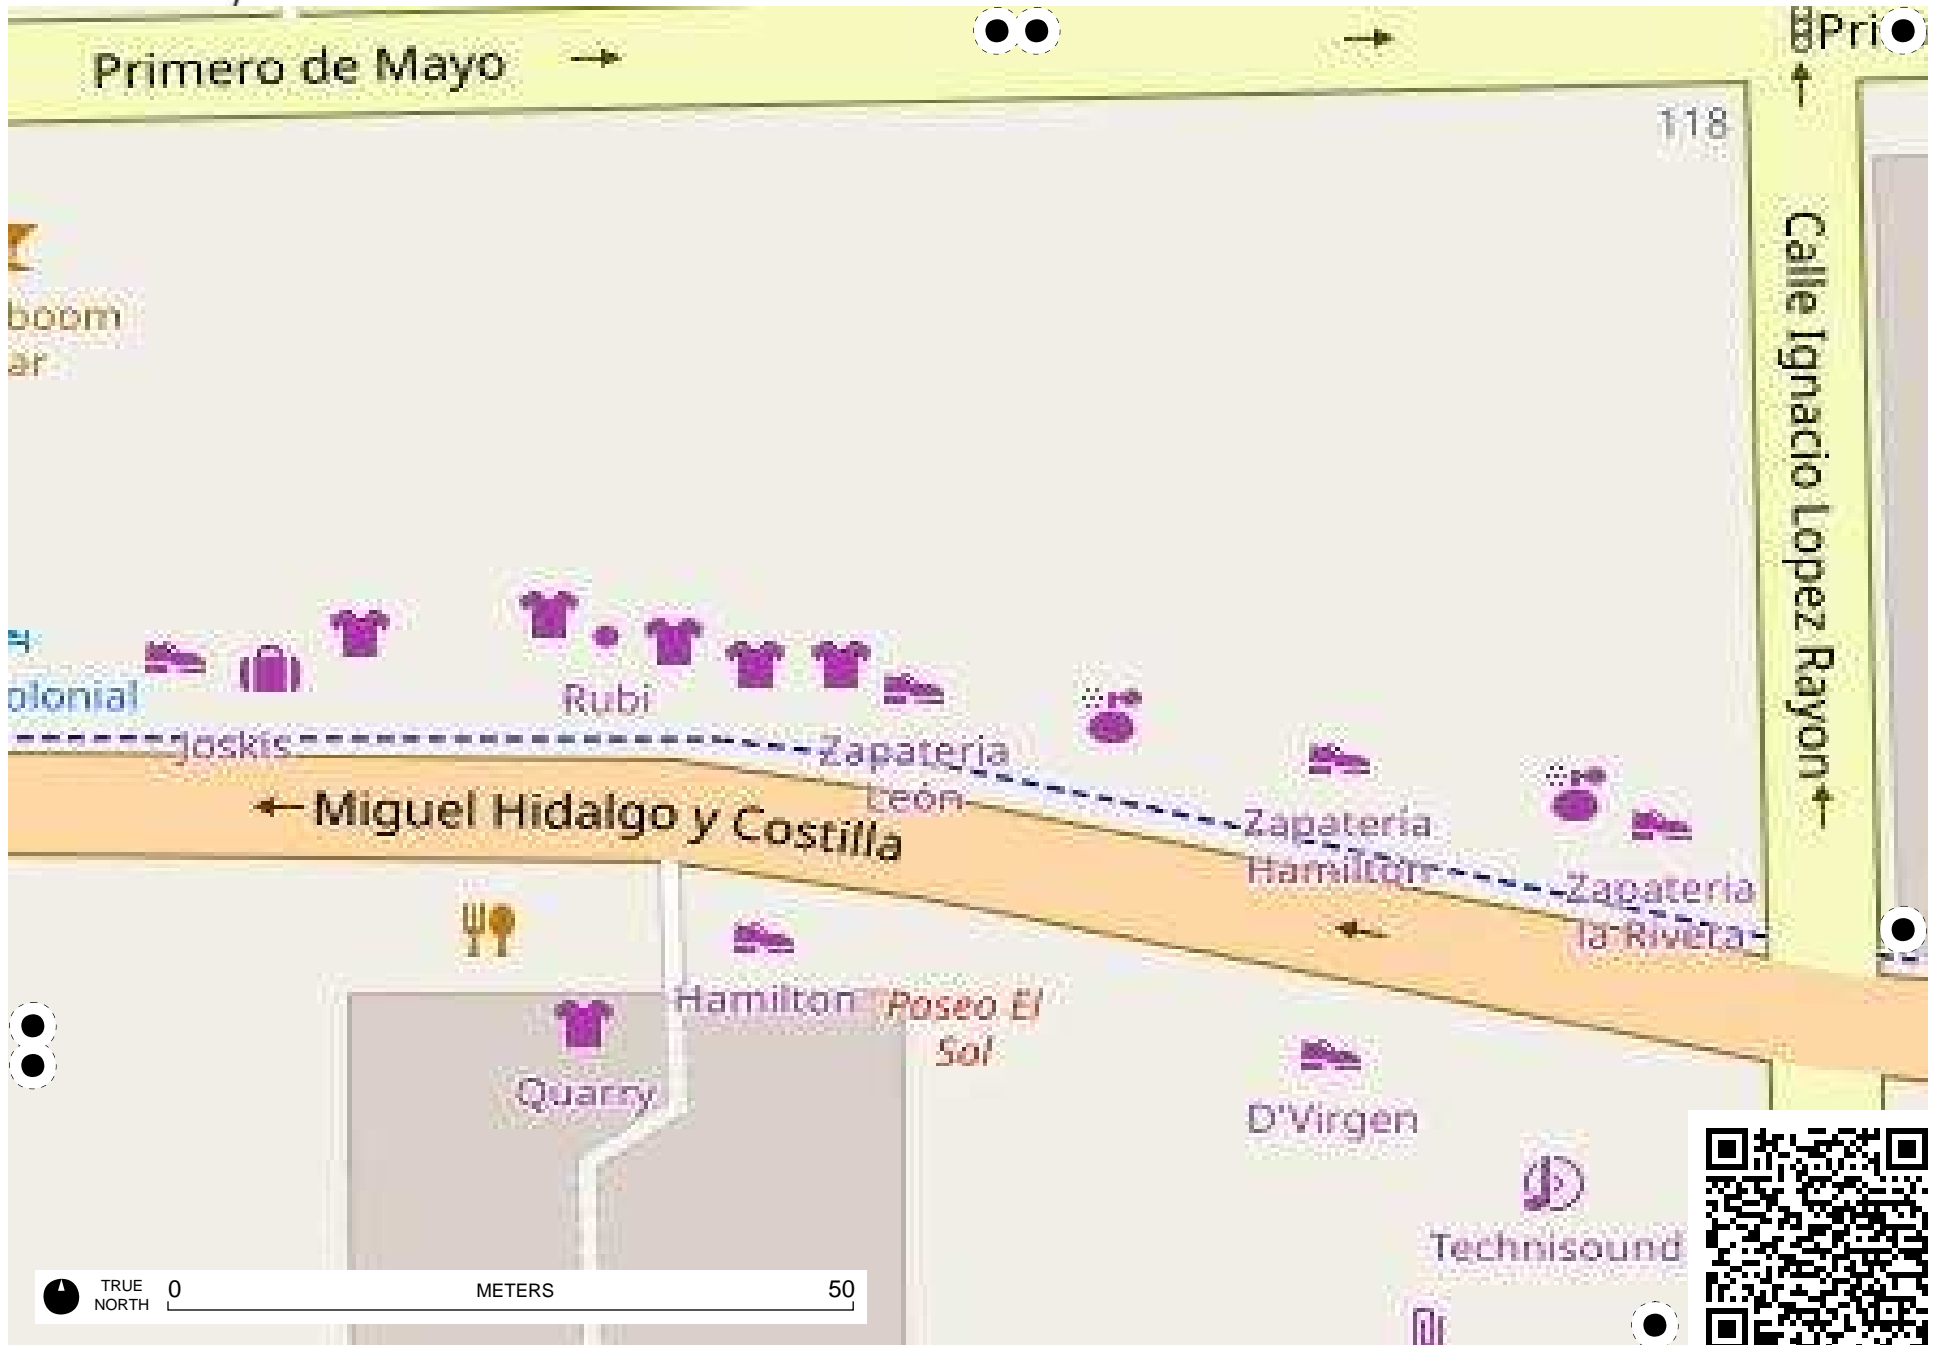 Primero de Mayo
Pri
118
Calle Ignacio Lopez Rayon
boom
ar
olonial
Joskis
Rubi
Zapateria
León
Zapateria
Hamilton
Zapateria
la Rivera
Miguel Hidalgo y Costilla
Hamilton
Paseo El
Sol
Quarry
D'Virgen
Technisound
TRUE
NORTH
0
METERS
50